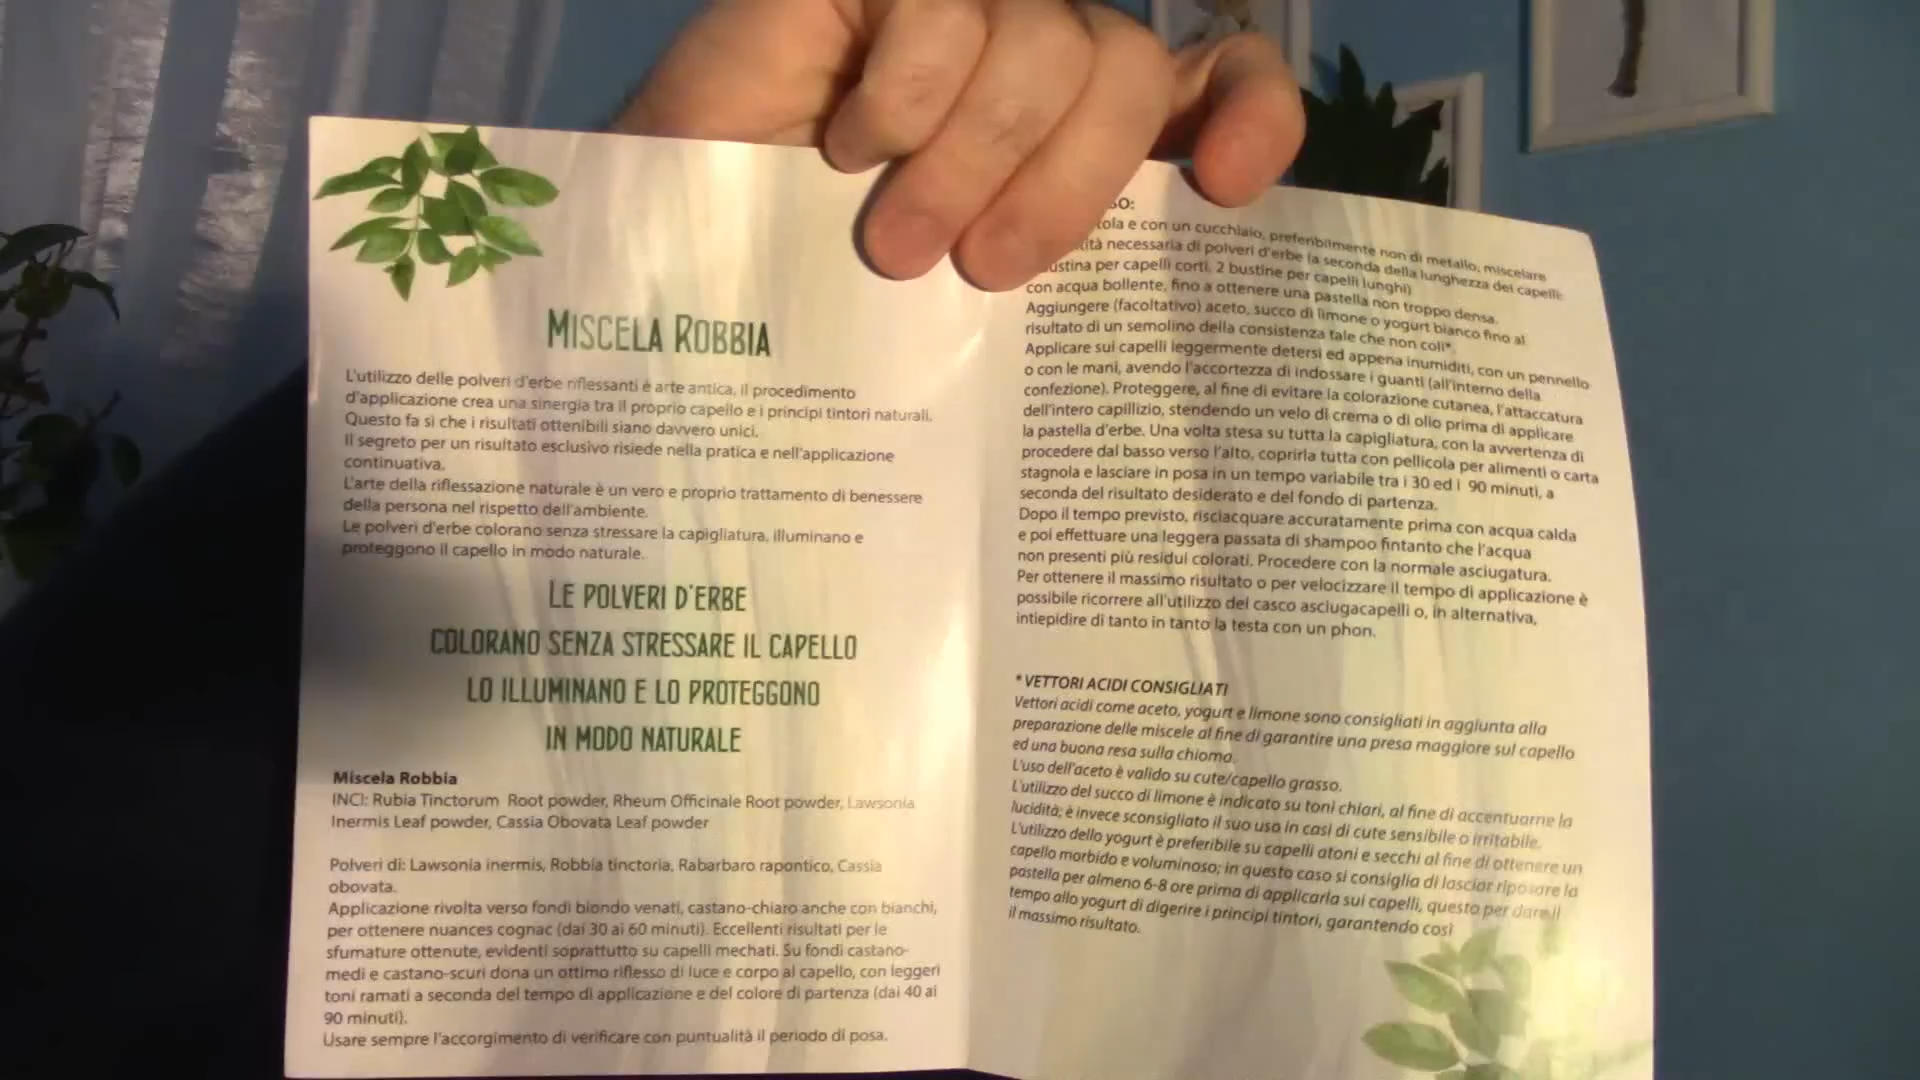 MISCELA ROBBIA
L'utilizzo delle polveri d'erbe riflessanti è arte antica, il procedimento
d'applicazione crea una sinergia tra il proprio capello e i principi tintori naturali.
Questo fa sì che i risultati ottenibili siano davvero unici.
Il segreto per un risultato esclusivo risiede nella pratica e nell'applicazione
continuativa.
L'arte della riflessazione naturale è un vero e proprio trattamento di benessere
della persona nel rispetto dell'ambiente.
Le polveri d'erbe colorano senza stressare la capigliatura, illuminano e
proteggono il capello in modo naturale.
LE POLVERI D'ERBE
COLORANO SENZA STRESSARE IL CAPELLO
LO ILLUMINANO E LO PROTEGGONO
IN MODO NATURALE
Miscela Robbia
INCI: Rubia Tinctorum Root powder, Rheum Officinale Root powder, Lawsonia
Inermis Leaf powder, Cassia Obovata Leaf powder
Polveri di: Lawsonia inermis, Robbia tinctoria, Rabarbaro rapontico, Cassia
obovata.
Applicazione rivolta verso fondi biondo venati, castano-chiaro anche con bianchi,
per ottenere nuances cognac (dai 30 ai 60 minuti). Eccellenti risultati per le
sfumature ottenute, evidenti soprattutto su capelli mechati. Su fondi castano-
medi e castano-scuri dona un ottimo riflesso di luce e corpo al capello, con leggeri
toni ramati a seconda del tempo di applicazione e del colore di partenza (dai 40 ai
90 minuti).
Usare sempre l'accorgimento di verificare con puntualità il periodo di posa.
e con un cucchiaio, preferibilmente non di metallo, miscelare
necessaria di polveri d'erbe (a seconda della lunghezza dei capelli:
per capelli corti, 2 bustine per capelli lunghi)
con acqua bollente, fino a ottenere una pastella non troppo densa.
Aggiungere (facoltativo) aceto, succo di limone o yogurt bianco fino al
risultato di un semolino della consistenza tale che non coli*.
Applicare sui capelli leggermente detersi ed appena inumiditi, con un pennello
o con le mani, avendo l'accortezza di indossare i guanti (all'interno della
confezione). Proteggere, al fine di evitare la colorazione cutanea, l'attaccatura
dell'intero capillizio, stendendo un velo di crema o di olio prima di applicare
la pastella d'erbe. Una volta stesa su tutta la capigliatura, con la avvertenza di
procedere dal basso verso l'alto, coprirla tutta con pellicola per alimenti o carta
stagnola e lasciare in posa in un tempo variabile tra i 30 ed i 90 minuti, a
seconda del risultato desiderato e del fondo di partenza.
Dopo il tempo previsto, risciacquare accuratamente prima con acqua calda
e poi effettuare una leggera passata di shampoo fintanto che l'acqua
non presenti più residui colorati. Procedere con la normale asciugatura.
Per ottenere il massimo risultato o per velocizzare il tempo di applicazione è
possibile ricorrere all'utilizzo del casco asciugacapelli o, in alternativa,
intiepidire di tanto in tanto la testa con un phon.
*VETTORI ACIDI CONSIGLIATI
Vettori acidi come aceto, yogurt e limone sono consigliati in aggiunta alla
preparazione delle miscele al fine di garantire una presa maggiore sul capello
ed una buona resa sulla chioma.
L'uso dell'aceto è valido su cute/capello grasso.
L'utilizzo del succo di limone è indicato su toni chiari, al fine di accentuarne la
lucidità; è invece sconsigliato il suo uso in casi di cute sensibile o irritabile.
L'utilizzo dello yogurt è preferibile su capelli atoni e secchi al fine di ottenere un
capello morbido e voluminoso; in questo caso si consiglia di lasciar riposare la
pastella per almeno 6-8 ore prima di applicarla sui capelli, questo per dare il
tempo allo yogurt di digerire i principi tintori, garantendo così
il massimo risultato.